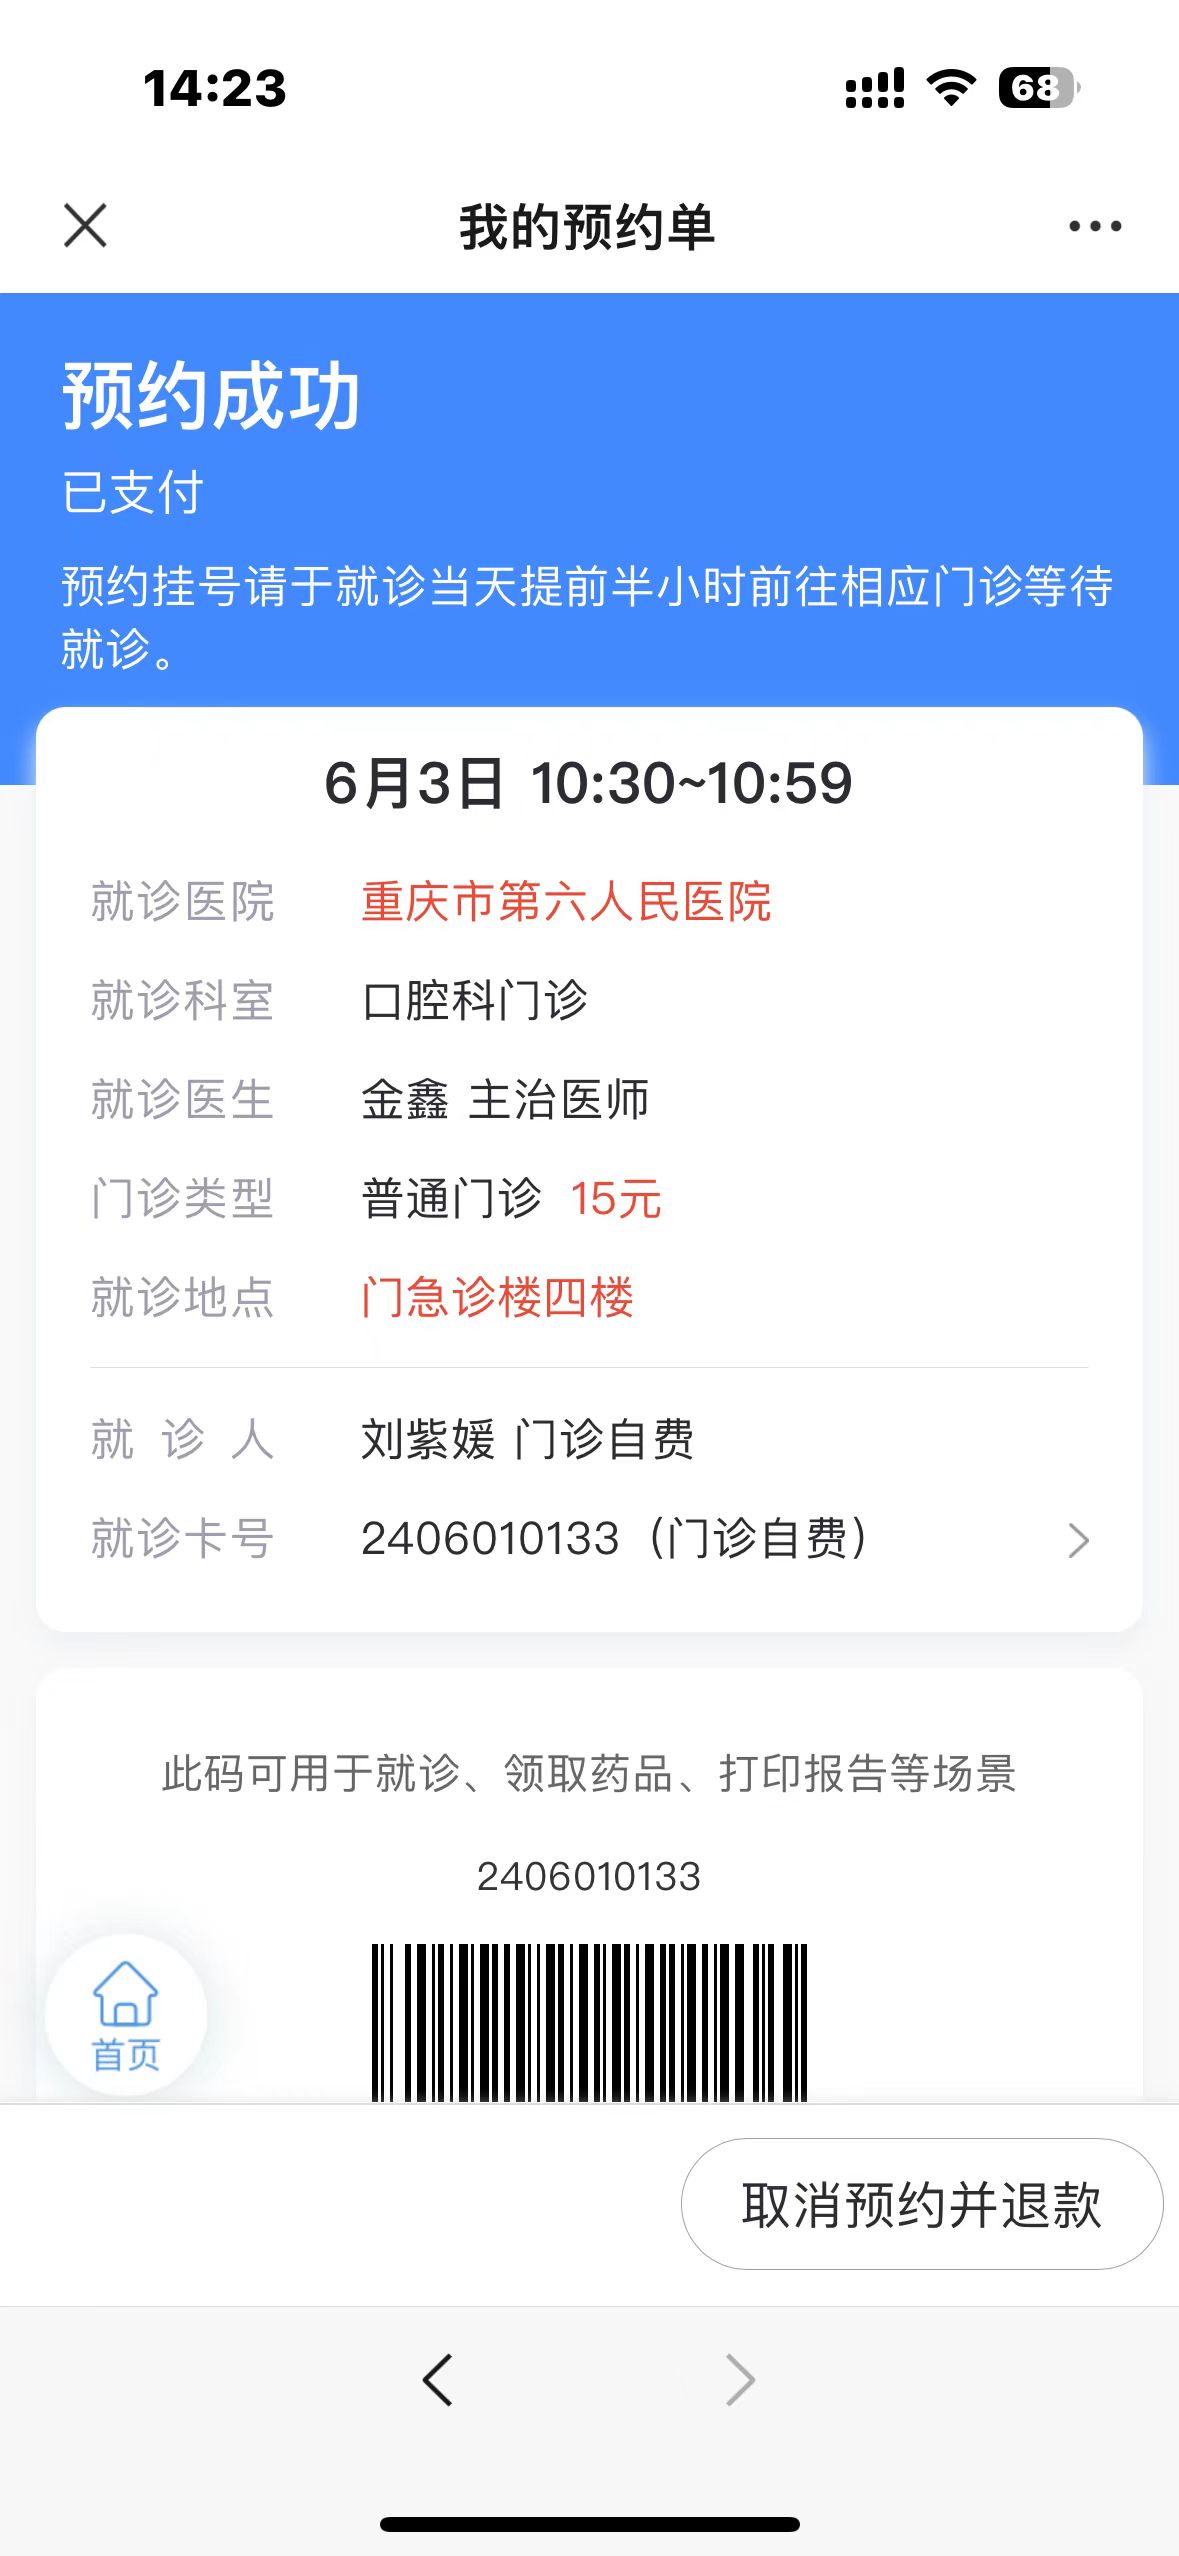 14:23
68
我的预约单
预约成功
已支付
预约挂号请于就诊当天提前半小时前往相应门诊等待
就诊。
6月3日 10:30~10:59
就诊医院 重庆市第六人民医院
就诊科室 口腔科门诊
就诊医生 金鑫 主治医师
门诊类型 普通门诊 15元
就诊地点 门急诊楼四楼
就诊人 刘紫媛 门诊自费
就诊卡号 2406010133（门诊自费）
此码可用于就诊、领取药品、打印报告等场景
2406010133
首页
取消预约并退款